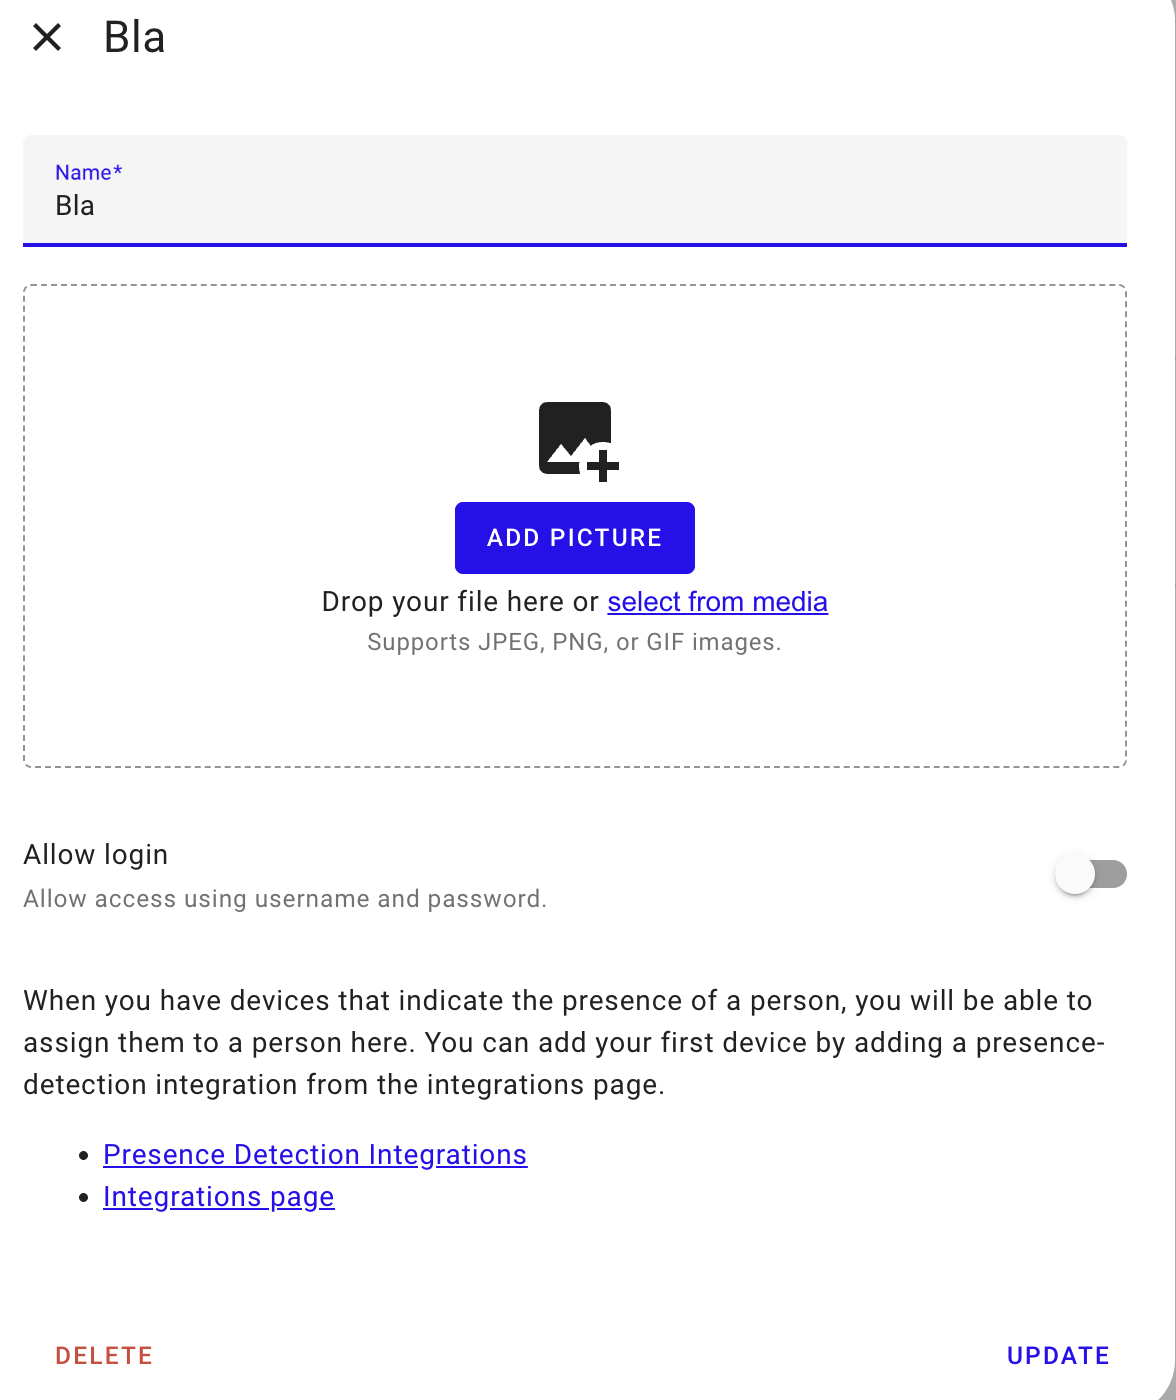 Bla
Name*
Bla
ADD PICTURE
Drop your file here or select from media
Supports JPEG, PNG, or GIF images.
Allow login
Allow access using username and password.
When you have devices that indicate the presence of a person, you will be able to
assign them to a person here. You can add your first device by adding a presence-
detection integration from the integrations page.
Presence Detection Integrations
Integrations page
DELETE
UPDATE